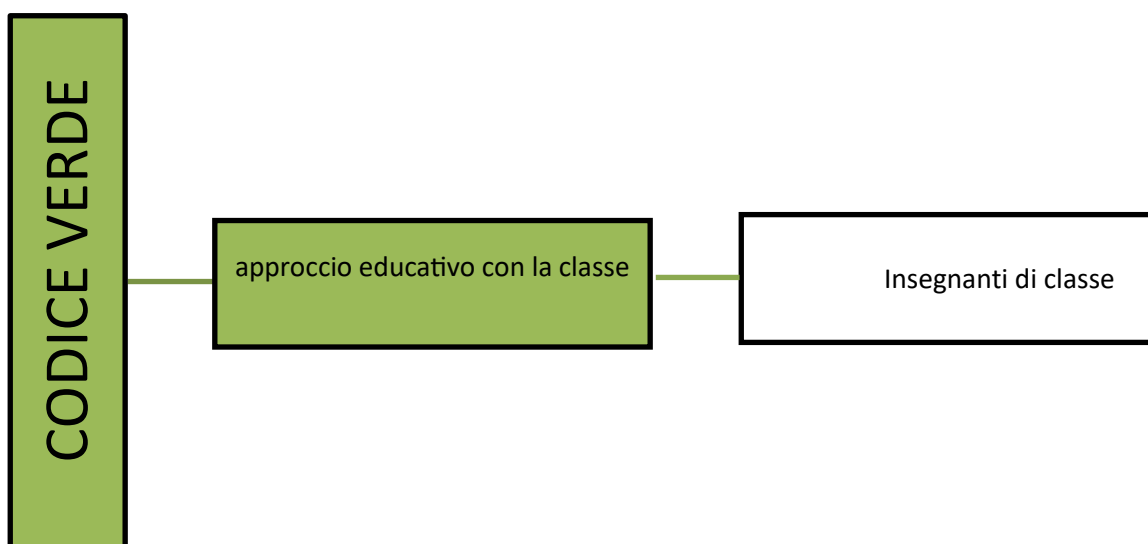 CODICE VERDE
approccio educativo con la classe
Insegnanti di classe